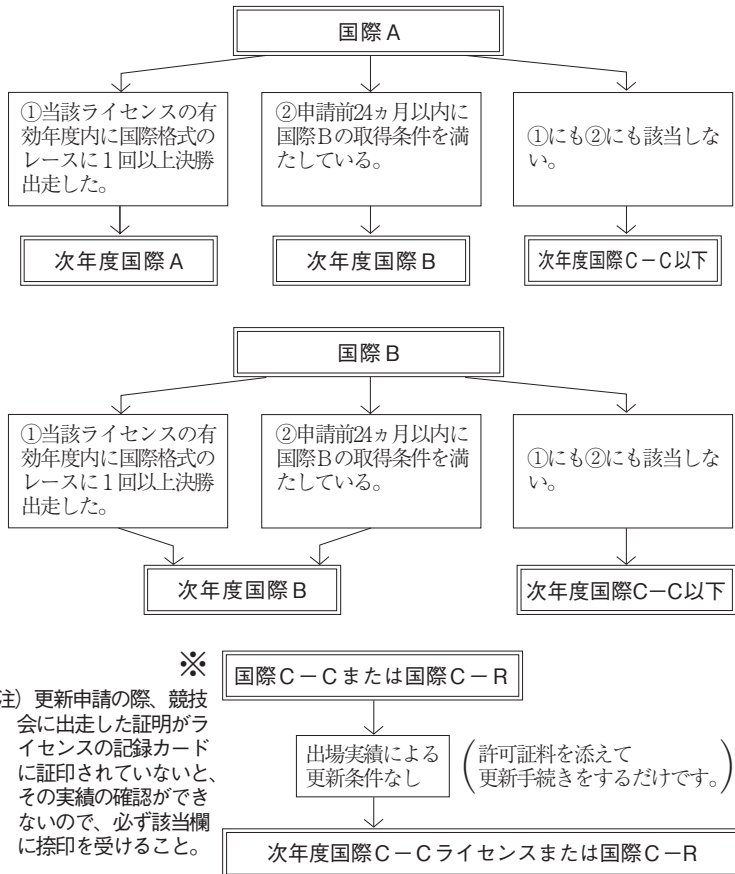 国際A
①当該ライセンスの有
効年度内に国際格式の
レースに1回以上決勝
出走した。
②申請前24ヵ月以内に
国際Bの取得条件を満
たしている。
①にも②にも該当しな
い。
次年度国際A
次年度国際B
次年度国際C－C以下
国際B
①当該ライセンスの有
効年度内に国際格式の
レースに1回以上決勝
出走した。
②申請前24ヵ月以内に
国際Bの取得条件を満
たしている。
①にも②にも該当しな
い。
次年度国際B
次年度国際C－C以下
※
注）更新申請の際、競技
会に出走した証明がラ
イセンスの記録カード
に証印されていないと、
その実績の確認ができ
ないので、必ず該当欄
に捺印を受けること。
国際C－Cまたは国際C－R
出場実績による
更新条件なし
（許可証料を添えて
更新手続きをするだけです。）
次年度国際C－Cライセンスまたは国際C－R